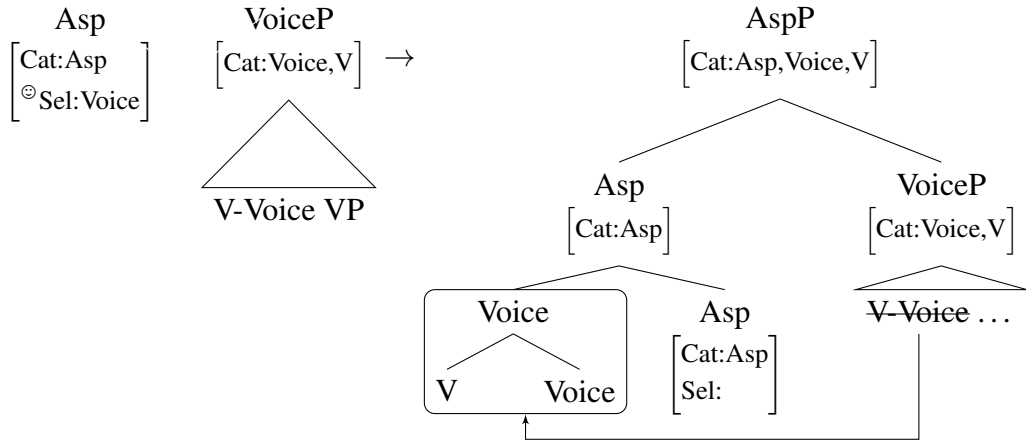 Asp VoiceP AspP
[Cat:Asp
☺Sel:Voice] [Cat:Voice,V] → [Cat:Asp,Voice,V]
V-Voice VP
Asp VoiceP
[Cat:Asp] [Cat:Voice,V]
Voice Asp V-Voice …
[Cat:Asp
Sel:]
V Voice